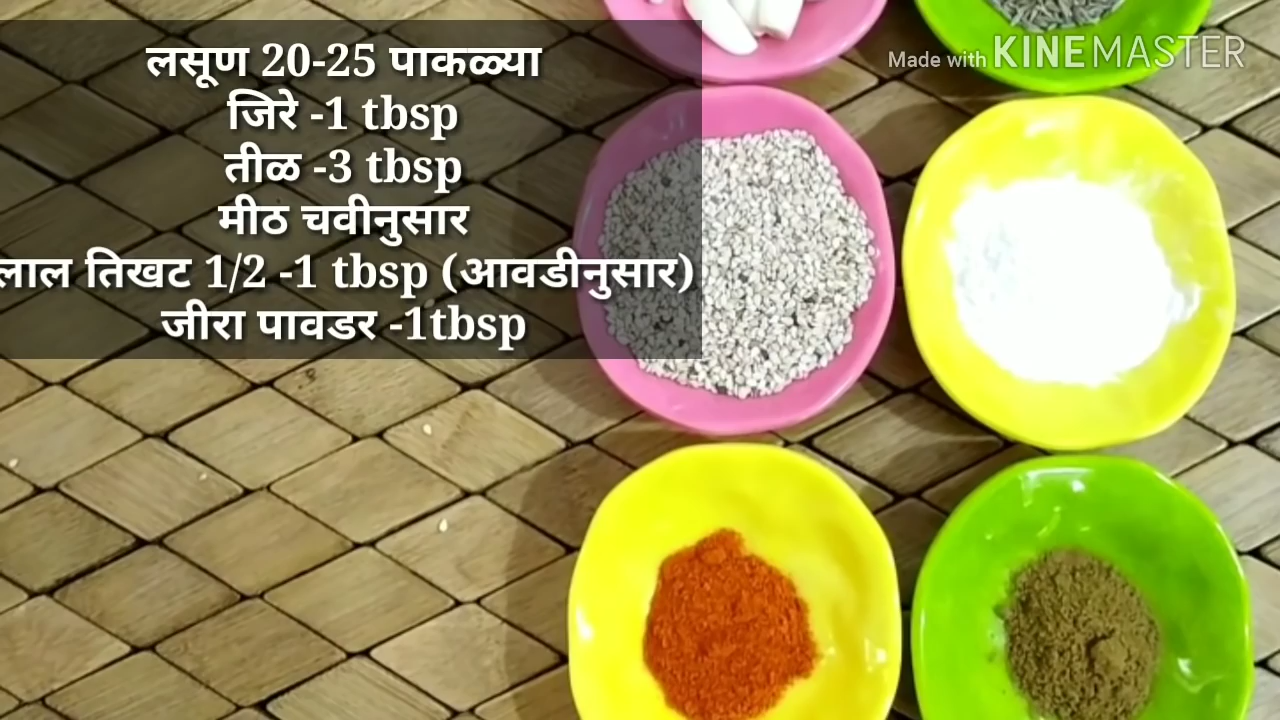 लसूण 20-25 पाकळ्या
जिरे -1 tbsp
तीळ -3 tbsp
मीठ चवीनुसार
लाल तिखट 1/2 -1 tbsp (आवडीनुसार)
जीरा पावडर -1tbsp
Made with KINEMASTER